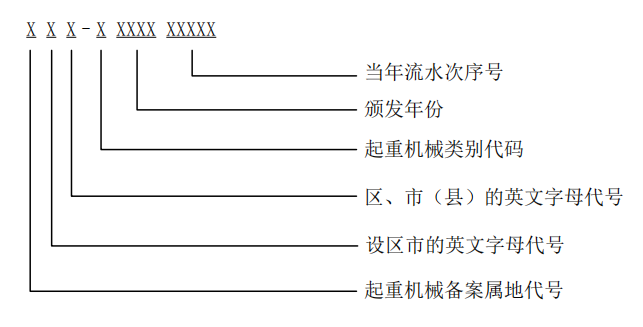 X X X-X XXXX XXXXX
当年流水次序号
颁发年份
起重机械类别代码
区、市（县）的英文字母代号
设区市的英文字母代号
起重机械备案属地代号